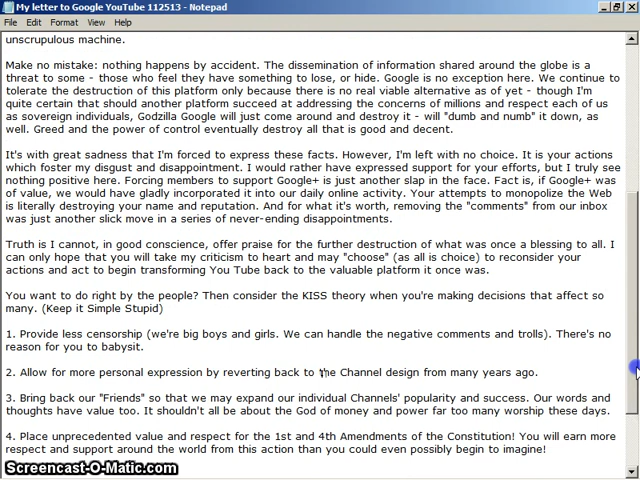 My letter to Google YouTube 112513 - Notepad
File Edit Format View Help
unscrupulous machine.
Make no mistake: nothing happens by accident. The dissemination of information shared around the globe is a
threat to some - those who feel they have something to lose, or hide. Google is no exception here. We continue to
tolerate the destruction of this platform only because there is no real viable alternative as of yet - though I'm
quite certain that should another platform succeed at addressing the concerns of millions and respect each of us
as sovereign individuals, Godzilla Google will just come around and destroy it - will "dumb and numb" it down, as
well. Greed and the power of control eventually destroy all that is good and decent.
It's with great sadness that I'm forced to express these facts. However, I'm left with no choice. It is your actions
which foster my disgust and disappointment. I would rather have expressed support for your efforts, but I truly see
nothing positive here. Forcing members to support Google+ is just another slap in the face. Fact is, if Google+ was
of value, we would have gladly incorporated it into our daily online activity. Your attempts to monopolize the Web
is literally destroying your name and reputation. And for what it's worth, removing the "comments" from our inbox
was just another slick move in a series of never-ending disappointments.
Truth is I cannot, in good conscience, offer praise for the further destruction of what was once a blessing to all. I
can only hope that you will take my criticism to heart and may "choose" (as all is choice) to reconsider your
actions and act to begin transforming You Tube back to the valuable platform it once was.
You want to do right by the people? Then consider the KISS theory when you're making decisions that affect so
many. (Keep it Simple Stupid)
1. Provide less censorship (we're big boys and girls. We can handle the negative comments and trolls). There's no
reason for you to babysit.
2. Allow for more personal expression by reverting back to the Channel design from many years ago.
3. Bring back our "Friends" so that we may expand our individual Channels' popularity and success. Our words and
thoughts have value too. It shouldn't all be about the God of money and power far too many worship these days.
4. Place unprecedented value and respect for the 1st and 4th Amendments of the Constitution! You will earn more
respect and support around the world from this action than you could even possibly begin to imagine!
Screencast-O-Matic.com